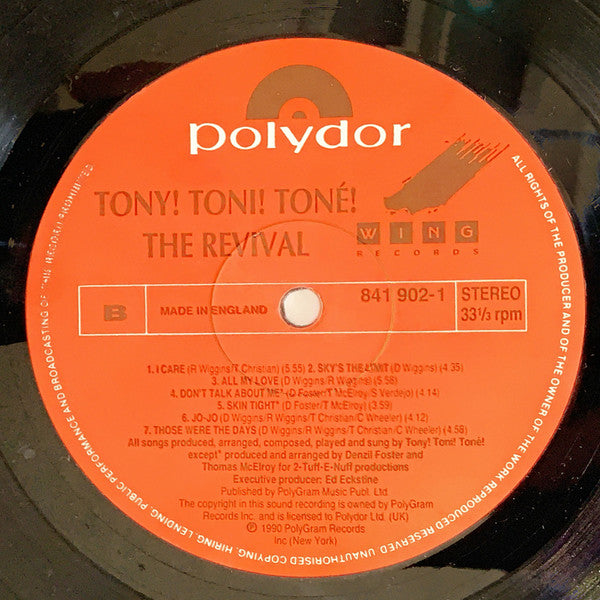 polydor
TONY! TONI! TONÉ!
THE REVIVAL
WING
RECORDS
B
MADE IN ENGLAND
841 902-1
STEREO
33⅓ rpm
1. I CARE (R Wiggins/T Christian) (5.55) 2. SKY'S THE LIMIT (D Wiggins) (4.35)
3. ALL MY LOVE (D Wiggins/R Wiggins) (5.58)
4. DON'T TALK ABOUT ME* (D Foster/T McElroy/S Verdejo) (4.14)
5. SKIN TIGHT* (D Foster/T McElroy) (3.59)
6. JO-JO (D Wiggins/R Wiggins/T Christian/C Wheeler) (4.12)
7. THOSE WERE THE DAYS (D Wiggins/R Wiggins/T Christian/C Wheeler) (4.58)
All songs produced, arranged, composed, played and sung by Tony! Toni! Toné!
except* produced and arranged by Denzil Foster and
Thomas McElroy for 2-Tuff-E-Nuff productions
Executive producer: Ed Eckstine
Published by PolyGram Music Publ. Ltd.
The copyright in this sound recording is owned by PolyGram
Records Inc. and is licensed to Polydor Ltd. (UK)
℗ 1990 PolyGram Records
Inc (New York)
ALL RIGHTS OF THE PRODUCER AND OF THE OWNER OF THE WORK REPRODUCED RESERVED. UNAUTHORISED COPYING, HIRING, LENDING, PUBLIC PERFORMANCE AND BROADCASTING OF THIS RECORD PROHIBITED